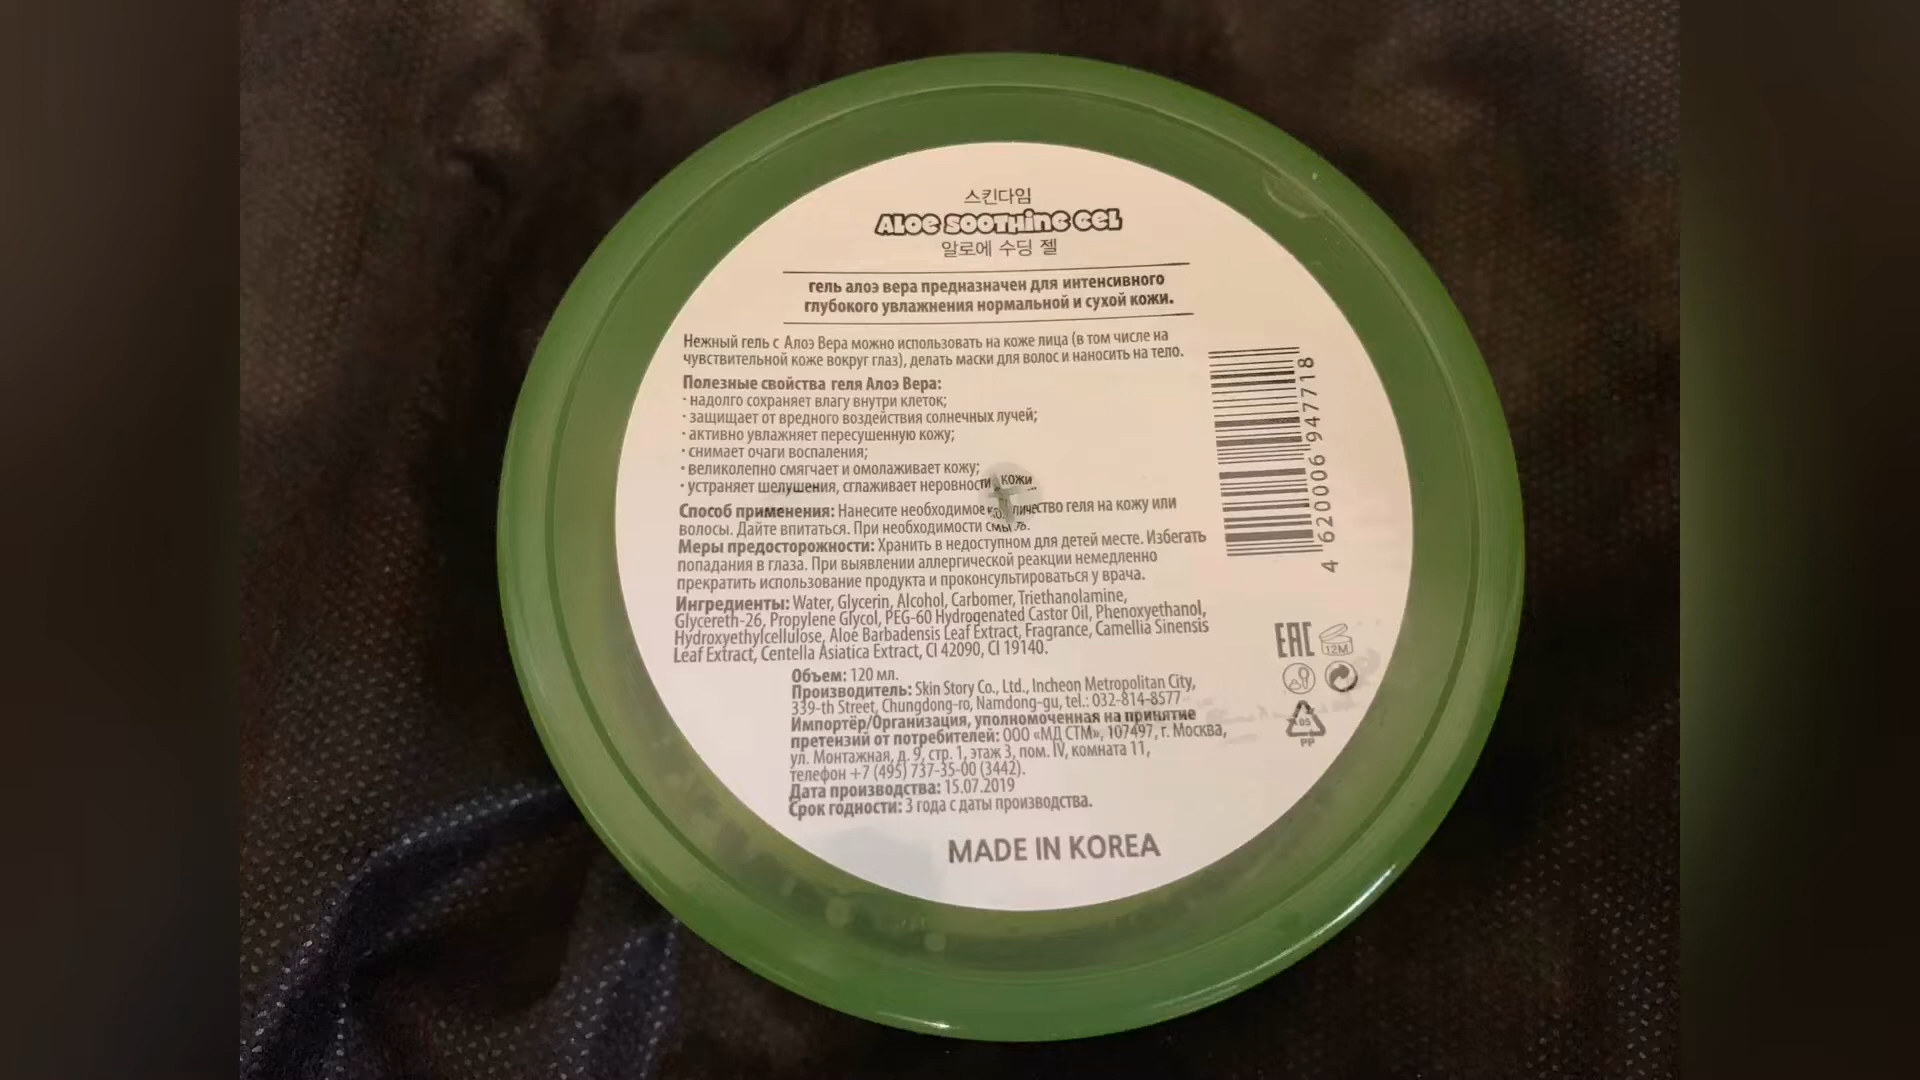 스킨다임
ALOE SOOTHING GEL
알로에 수딩 젤
гель алоэ вера предназначен для интенсивного
глубокого увлажнения нормальной и сухой кожи.
Нежный гель с Алоэ Вера можно использовать на коже лица (в том числе на
чувствительной коже вокруг глаз), делать маски для волос и наносить на тело.
Полезные свойства геля Алоэ Вера:
· надолго сохраняет влагу внутри клеток;
· защищает от вредного воздействия солнечных лучей;
· активно увлажняет пересушенную кожу;
· снимает очаги воспаления;
· великолепно смягчает и омолаживает кожу;
· устраняет шелушения, сглаживает неровности кожи
Способ применения: Нанесите необходимое количество геля на кожу или
волосы. Дайте впитаться. При необходимости смыть.
Меры предосторожности: Хранить в недоступном для детей месте. Избегать
попадания в глаза. При выявлении аллергической реакции немедленно
прекратить использование продукта и проконсультироваться у врача.
Ингредиенты: Water, Glycerin, Alcohol, Carbomer, Triethanolamine,
Glycereth-26, Propylene Glycol, PEG-60 Hydrogenated Castor Oil, Phenoxyethanol,
Hydroxyethylcellulose, Aloe Barbadensis Leaf Extract, Fragrance, Camellia Sinensis
Leaf Extract, Centella Asiatica Extract, CI 42090, CI 19140.
Объем: 120 мл.
Производитель: Skin Story Co., Ltd., Incheon Metropolitan City,
339-th Street, Chungdong-ro, Namdong-gu, tel.: 032-814-8577
Импортёр/Организация, уполномоченная на принятие
претензий от потребителей: ООО «МД СТМ», 107497, г. Москва,
ул. Монтажная, д. 9, стр. 1, этаж 3, пом. IV, комната 11,
телефон +7 (495) 737-35-00 (3442).
Дата производства: 15.07.2019
Срок годности: 3 года с даты производства.
MADE IN KOREA
4 620006 947718
EAC
12M
05
PP